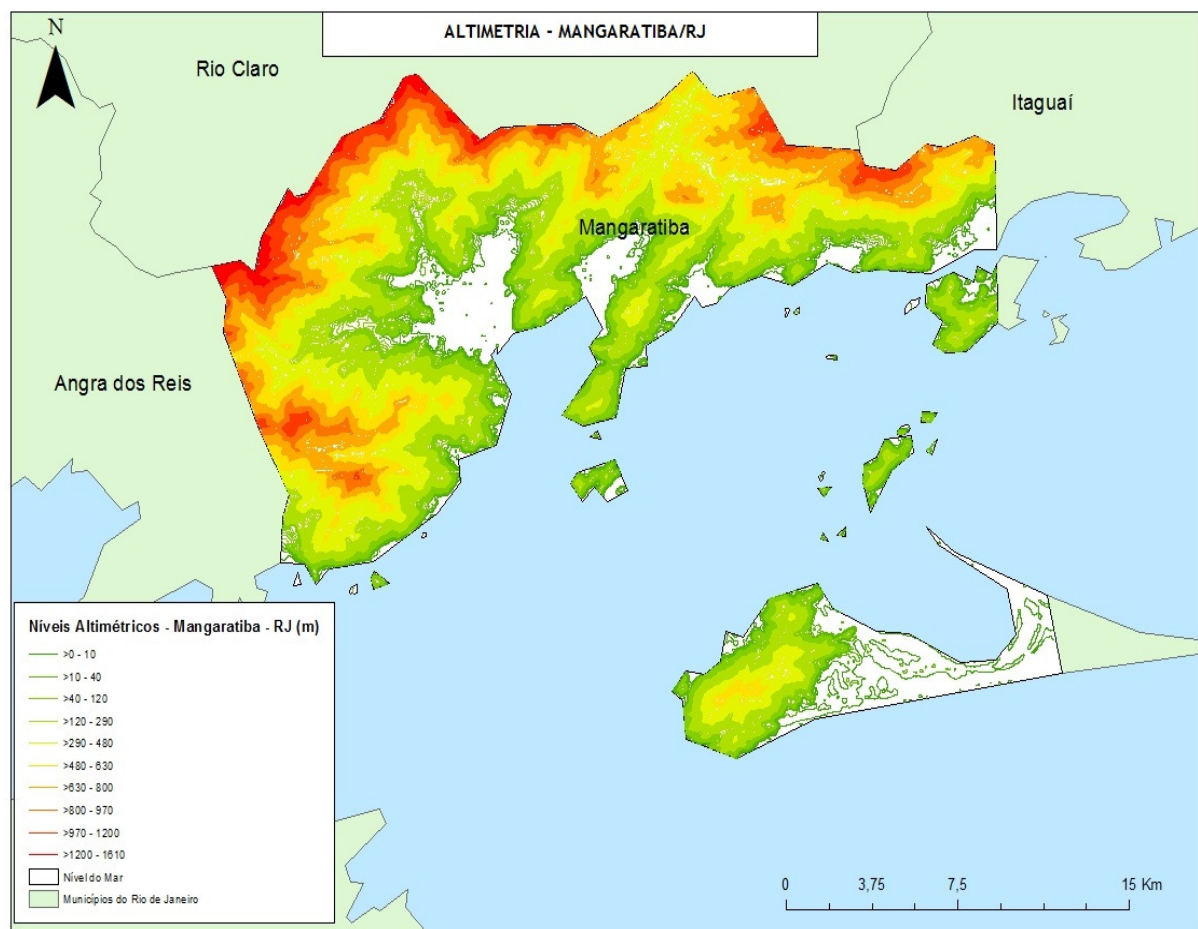 ALTIMETRIA - MANGARATIBA/RJ
N
Rio Claro
Itaguaí
Mangaratiba
Angra dos Reis
Níveis Altimétricos - Mangaratiba - RJ (m)
>0 - 10
>10 - 40
>40 - 120
>120 - 290
>290 - 480
>480 - 630
>630 - 800
>800 - 970
>970 - 1200
>1200 - 1610
Nível do Mar
Municípios do Rio de Janeiro
0 3,75 7,5 15 Km